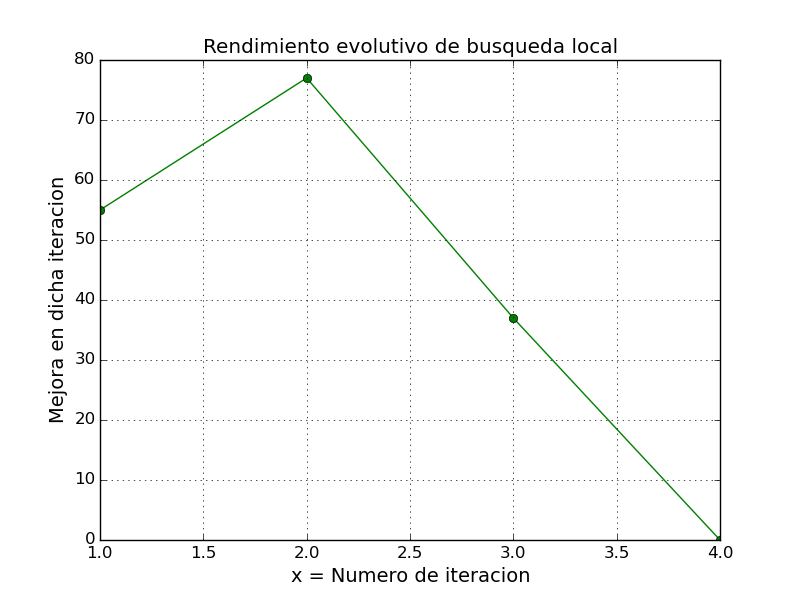 Rendimiento evolutivo de busqueda local
80
70
60
50
40
30
20
10
0
Mejora en dicha iteracion
1.0 1.5 2.0 2.5 3.0 3.5 4.0
x = Numero de iteracion